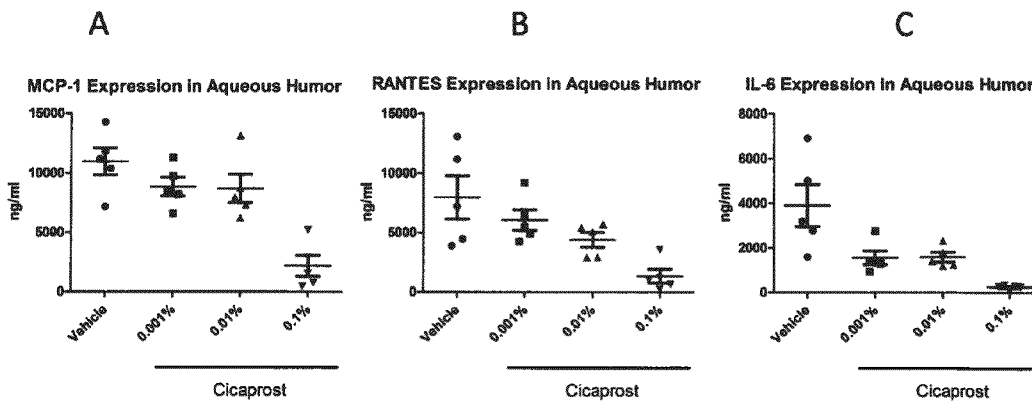 A
B
C
MCP-1 Expression in Aqueous Humor
15000
10000
5000
0
ng/ml
Vehicle
0.001%
0.01%
0.1%
Cicaprost
RANTES Expression in Aqueous Humor
15000
10000
5000
0
ng/ml
Vehicle
0.001%
0.01%
0.1%
Cicaprost
IL-6 Expression in Aqueous Humor
8000
6000
4000
2000
0
ng/ml
Vehicle
0.001%
0.01%
0.1%
Cicaprost